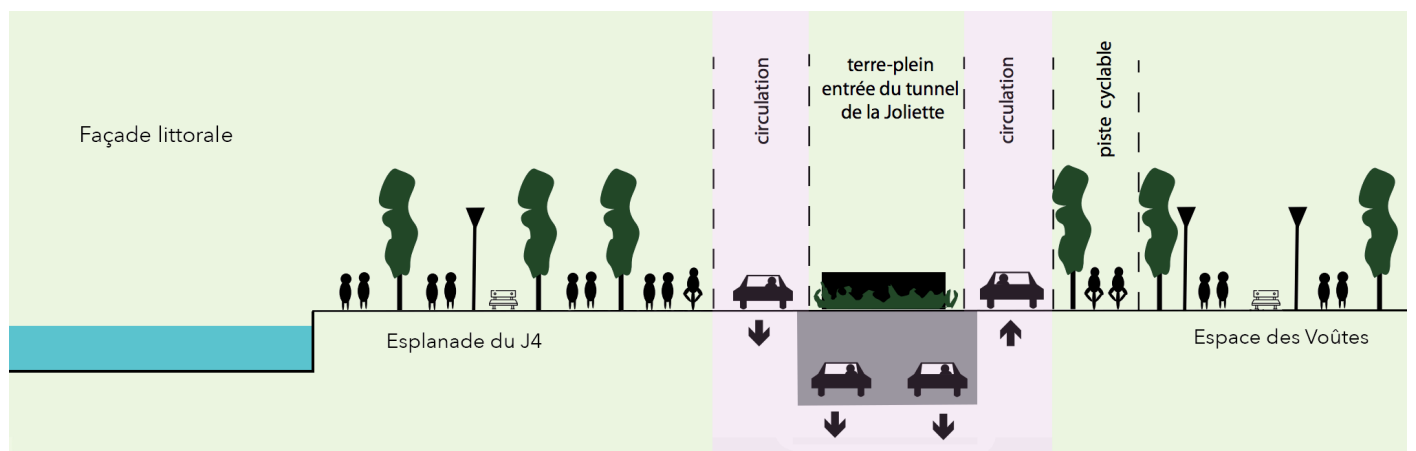 Façade littorale
circulation
terre-plein
entrée du tunnel
de la Joliette
circulation
piste cyclable
Esplanade du J4
Espace des Voûtes